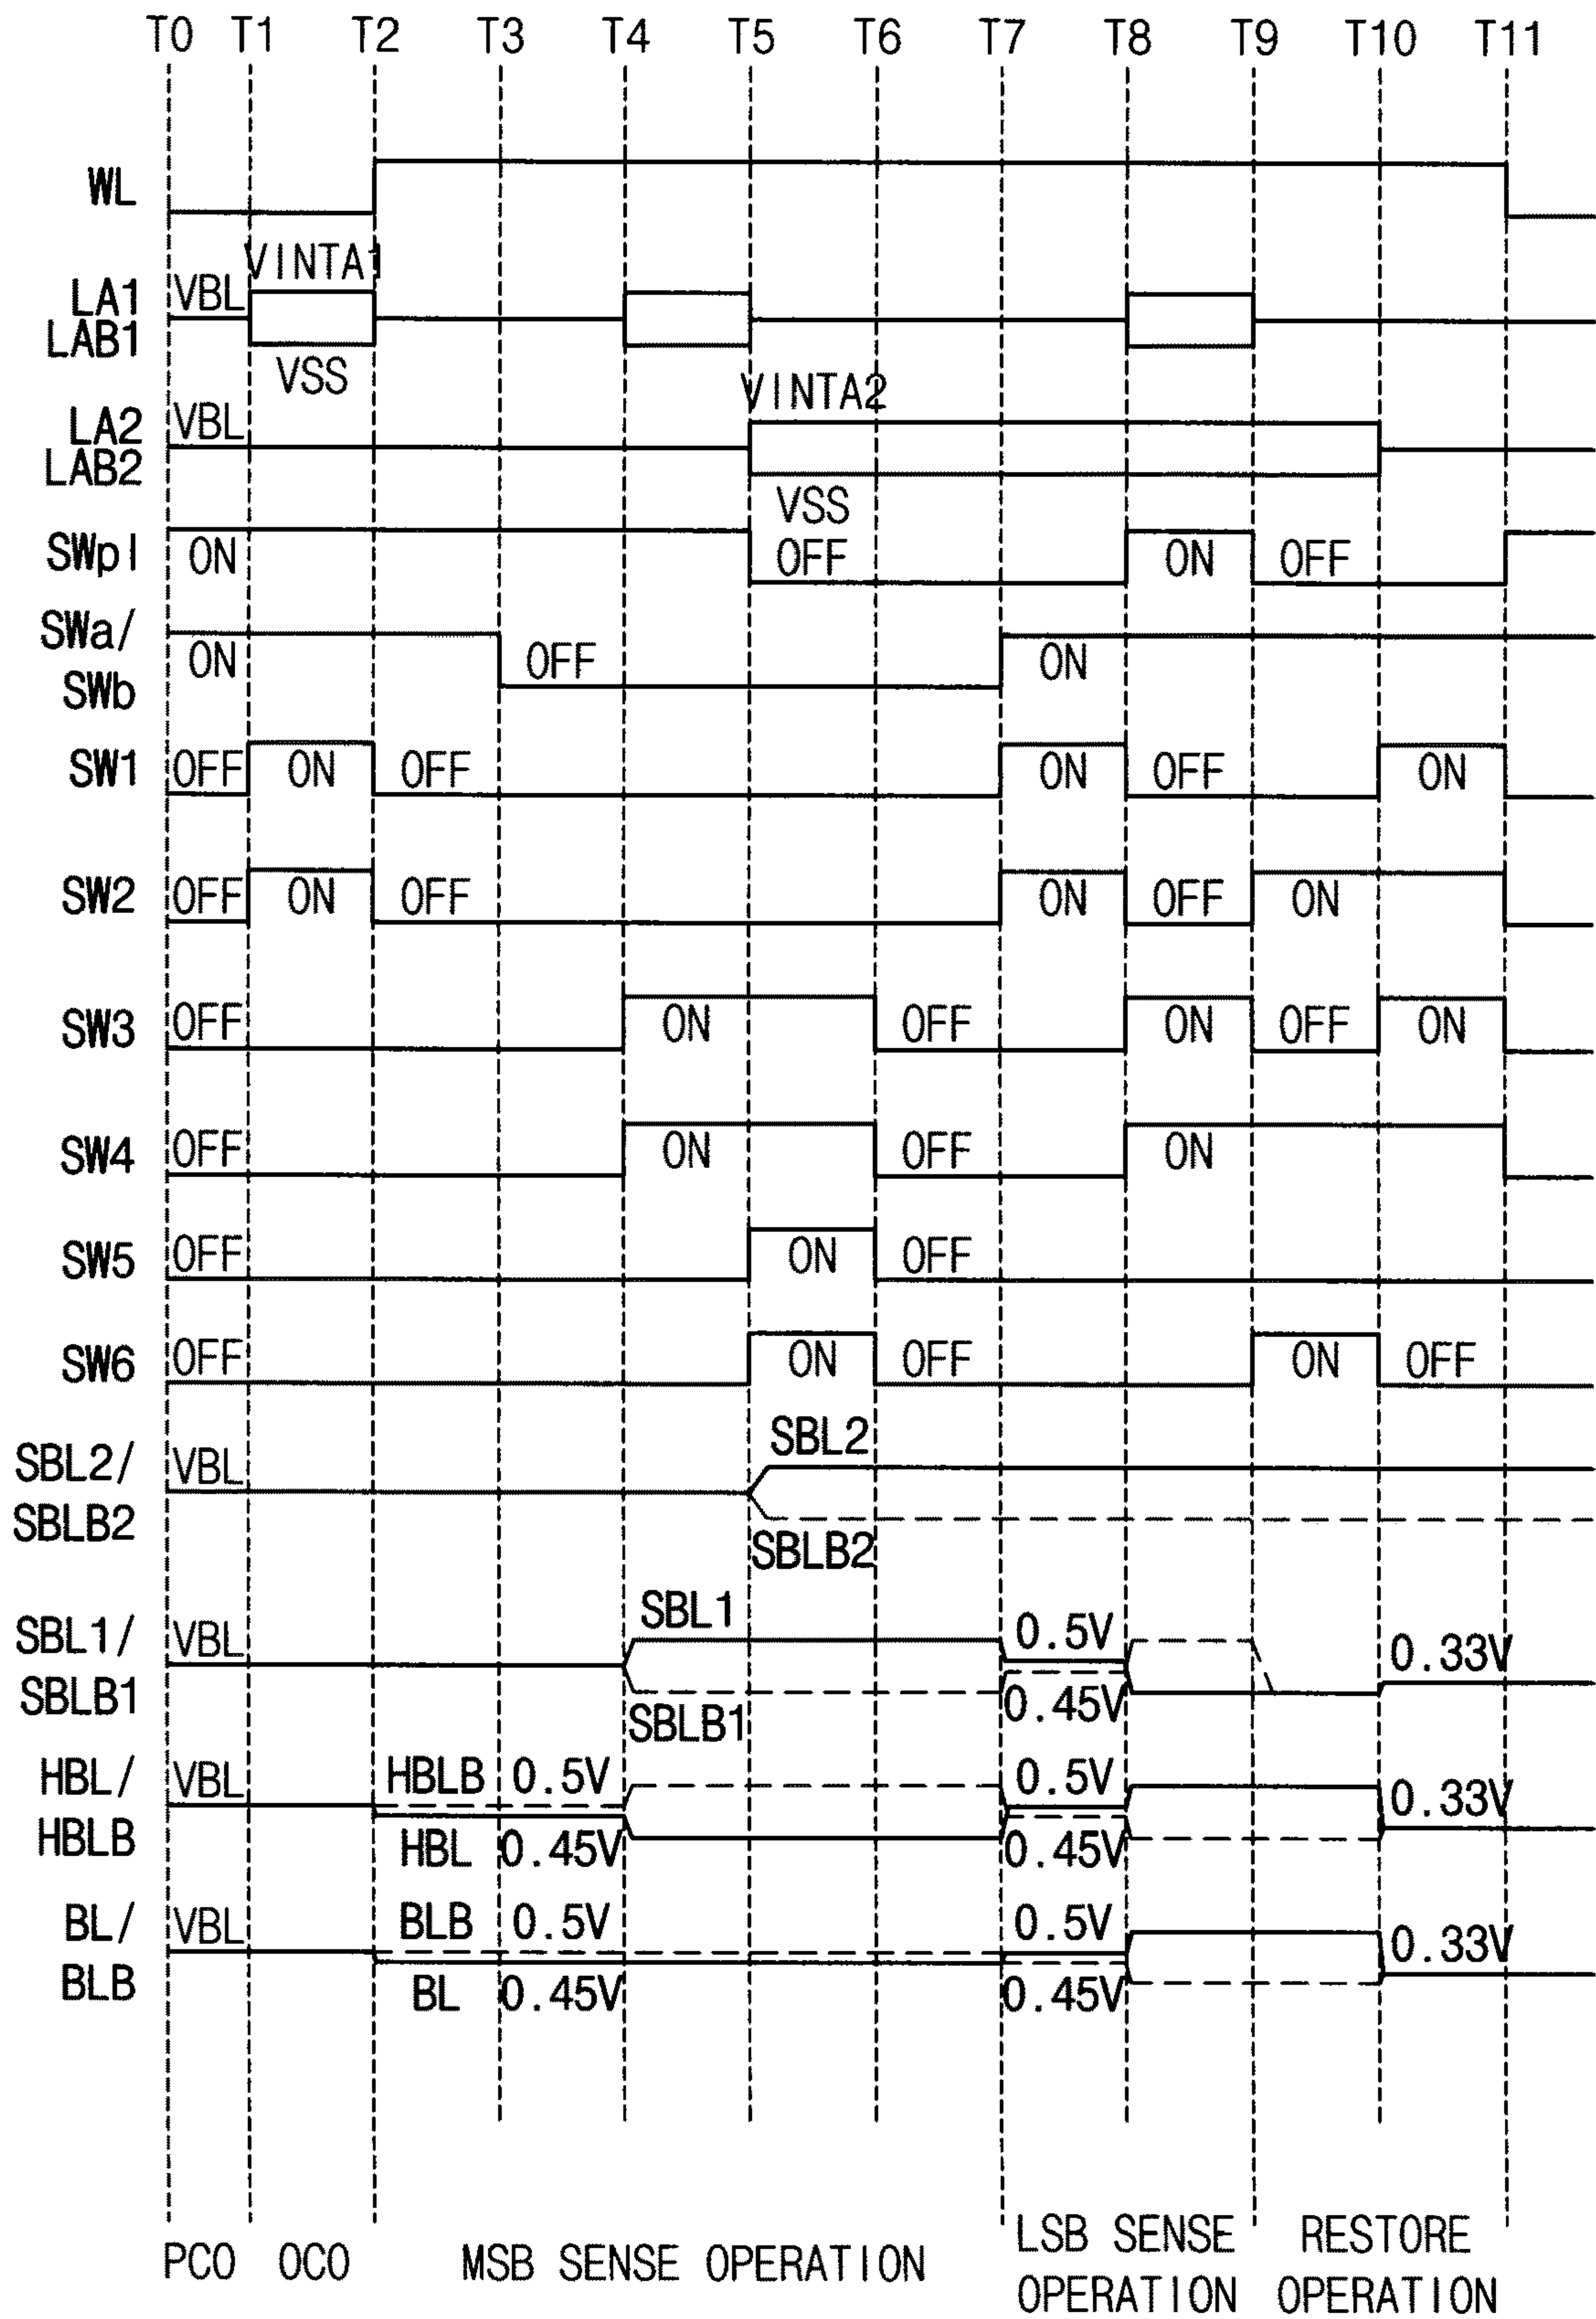 T0 T1 T2 T3 T4 T5 T6 T7 T8 T9 T10 T11
WL
VINTA1
LA1 VBL
LAB1
VSS
VINTA2
LA2 VBL
LAB2
VSS
SWpl ON OFF ON OFF
SWa/
ON OFF ON
SWb
SW1 OFF ON OFF ON OFF ON
SW2 OFF ON OFF ON OFF ON
SW3 OFF ON OFF ON OFF ON
SW4 OFF ON OFF ON
SW5 OFF ON OFF
SW6 OFF ON OFF ON OFF
SBL2
SBL2/ VBL
SBLB2
SBLB2
SBL1 0.5V
SBL1/ VBL 0.33V
SBLB1 0.45V
SBLB1
HBL/ VBL HBLB 0.5V 0.5V 0.33V
HBLB HBL 0.45V 0.45V
BL/ VBL BLB 0.5V 0.5V 0.33V
BLB BL 0.45V 0.45V
PCO OCO MSB SENSE OPERATION
LSB SENSE RESTORE
OPERATION OPERATION